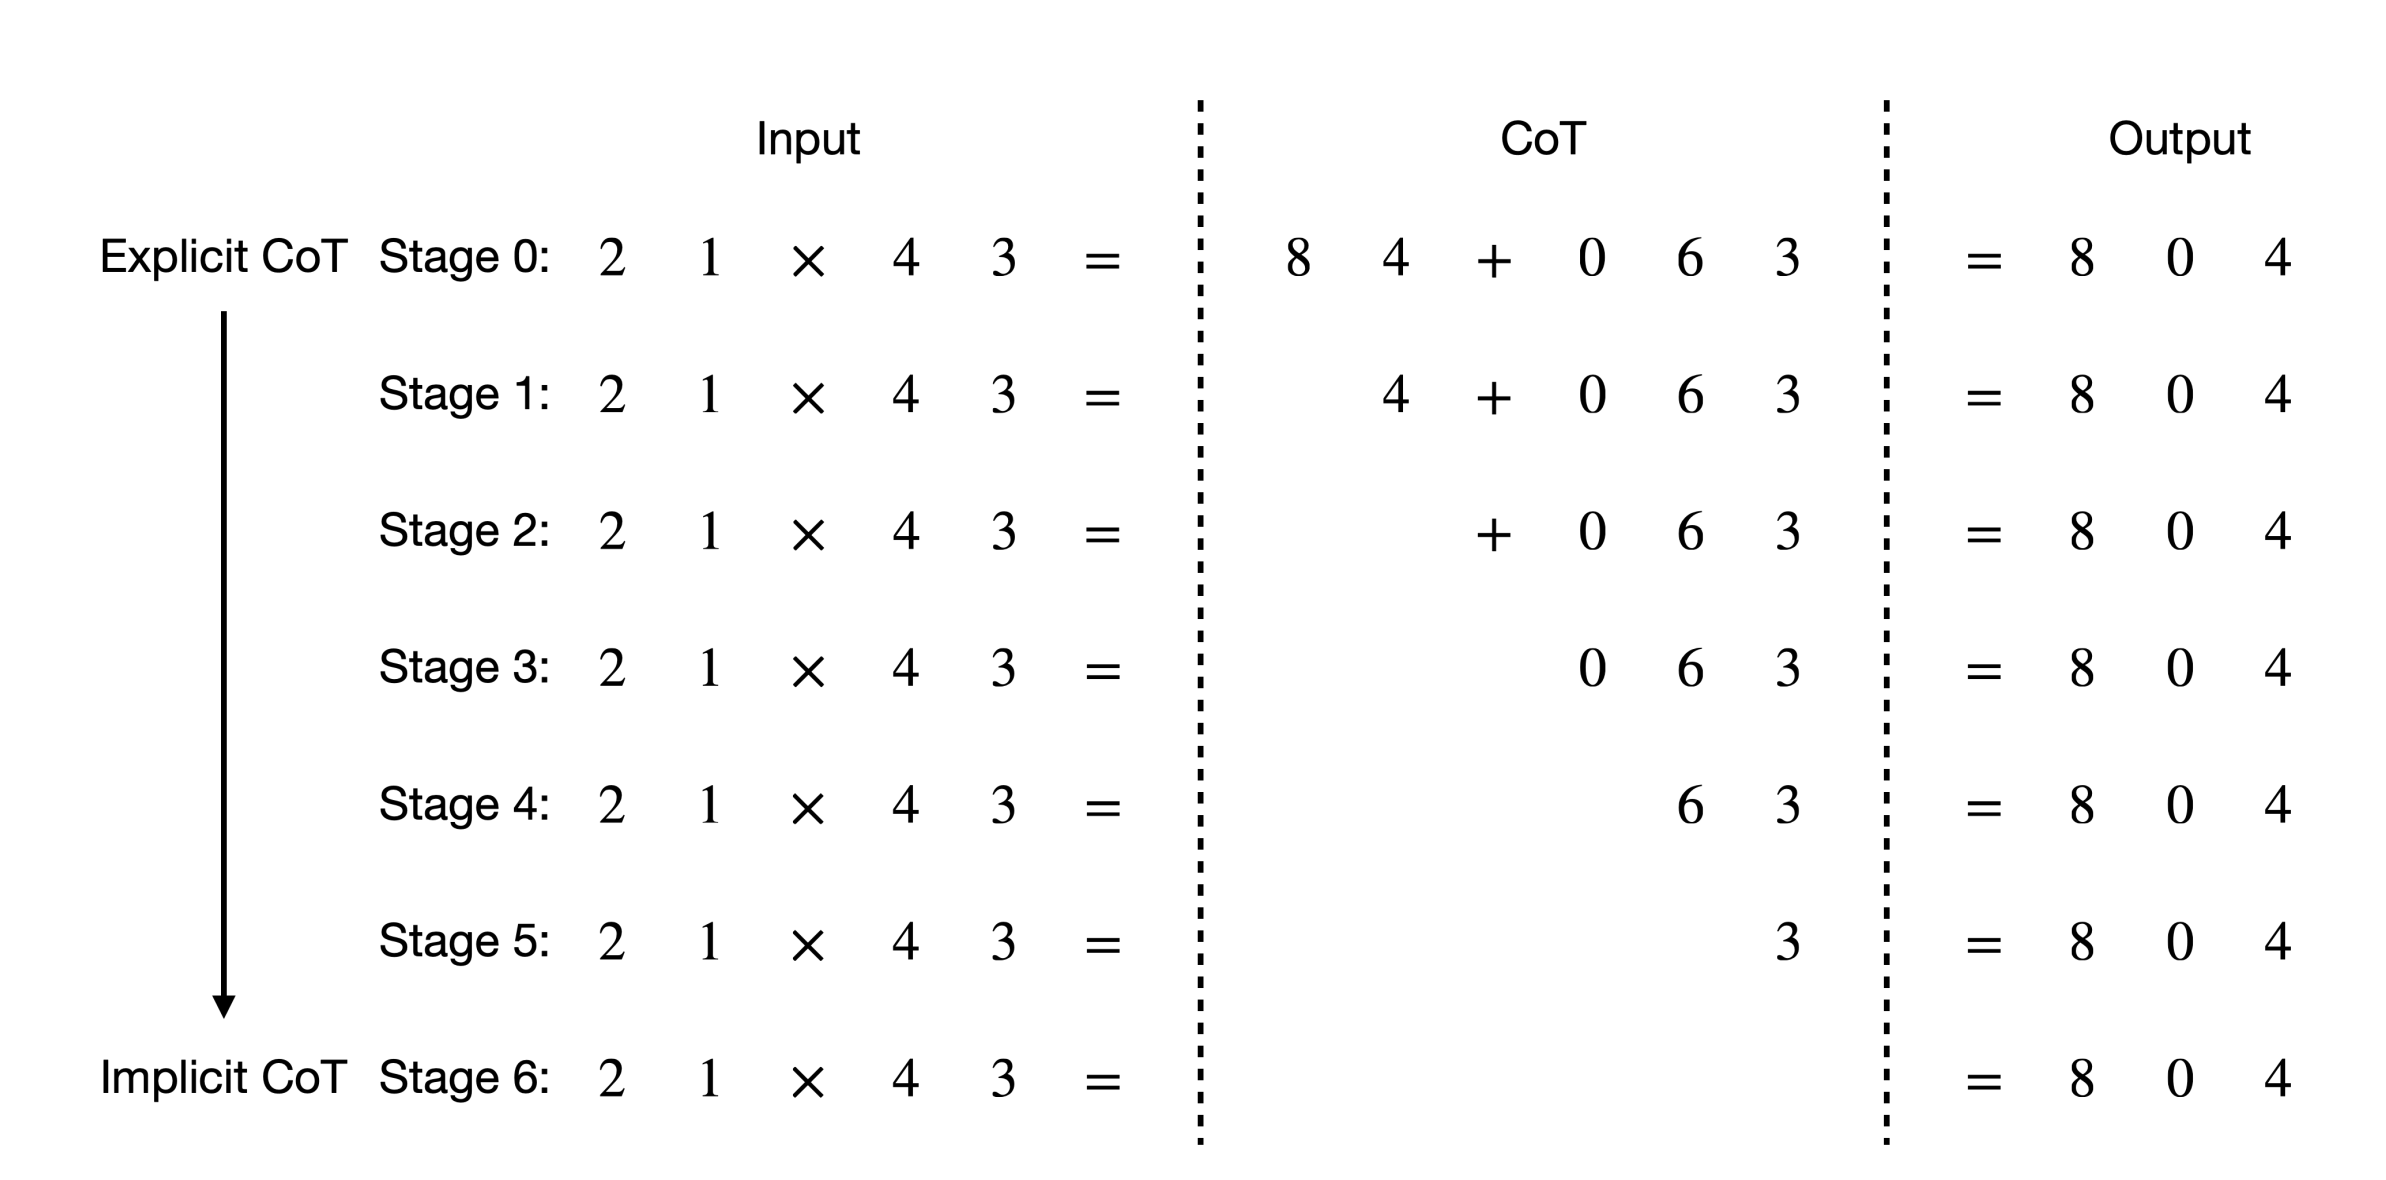 Input CoT Output
Explicit CoT Stage 0: 2 1 × 4 3 = 8 4 + 0 6 3 = 8 0 4
Stage 1: 2 1 × 4 3 = 4 + 0 6 3 = 8 0 4
Stage 2: 2 1 × 4 3 = + 0 6 3 = 8 0 4
Stage 3: 2 1 × 4 3 = 0 6 3 = 8 0 4
Stage 4: 2 1 × 4 3 = 6 3 = 8 0 4
Stage 5: 2 1 × 4 3 = 3 = 8 0 4
Implicit CoT Stage 6: 2 1 × 4 3 = = 8 0 4